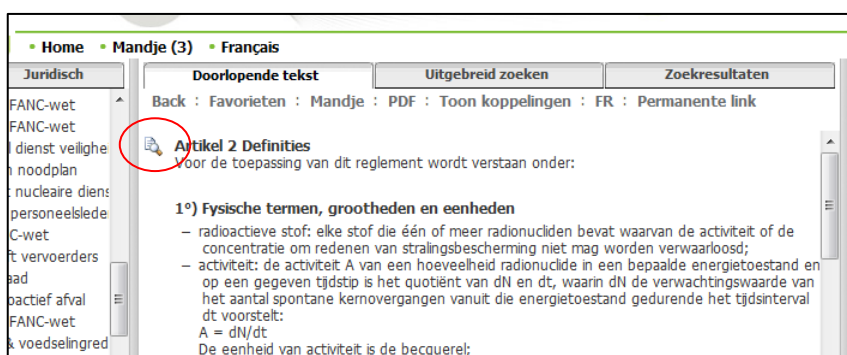 Home • Mandje (3) • Français
Juridisch
Doorlopende tekst
Uitgebreid zoeken
Zoekresultaten
Back : Favorieten : Mandje : PDF : Toon koppelingen : FR : Permanente link
FANC-wet
FANC-wet
dienst veilighe
noodplan
nucleaire diens
personeelslede
C-wet
vervoerders
aad
oactief afval
FANC-wet
& voedselingred
Artikel 2 Definities
Voor de toepassing van dit reglement wordt verstaan onder:
1°) Fysische termen, grootheden en eenheden
– radioactieve stof: elke stof die één of meer radionucliden bevat waarvan de activiteit of de
concentratie om redenen van stralingsbescherming niet mag worden verwaarloosd;
– activiteit: de activiteit A van een hoeveelheid radionuclide in een bepaalde energietoestand en
op een gegeven tijdstip is het quotiënt van dN en dt, waarin dN de verwachtingswaarde van
het aantal spontane kernovergangen vanuit die energietoestand gedurende het tijdsinterval
dt voorstelt:
A = dN/dt
De eenheid van activiteit is de becquerel;